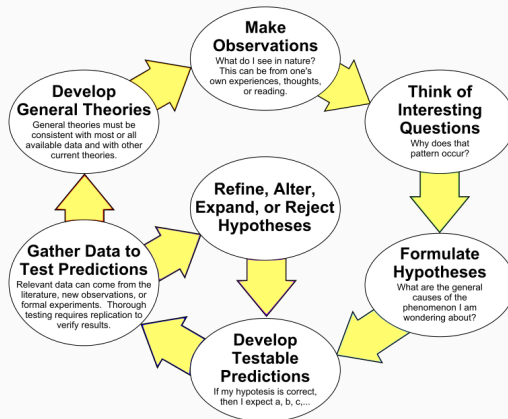 Make
Observations
What do I see in nature?
This can be from one's
own experiences, thoughts,
or reading.
Think of
Interesting
Questions
Why does that
pattern occur?
Formulate
Hypotheses
What are the general
causes of the
phenomenon I am
wondering about?
Develop
Testable
Predictions
If my hypotesis is correct,
then I expect a, b, c,...
Gather Data to
Test Predictions
Relevant data can come from the
literature, new observations, or
formal experiments. Thorough
testing requires replication to
verify results.
Refine, Alter,
Expand, or Reject
Hypotheses
Develop
General Theories
General theories must be
consistent with most or all
available data and with other
current theories.